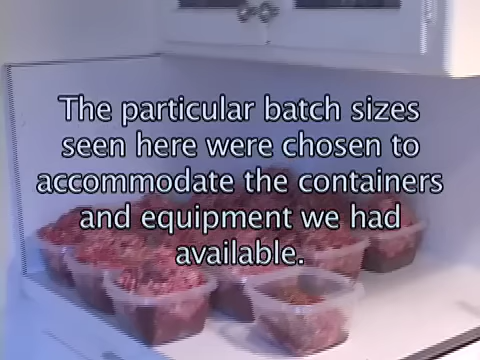 The particular batch sizes
seen here were chosen to
accommodate the containers
and equipment we had
available.